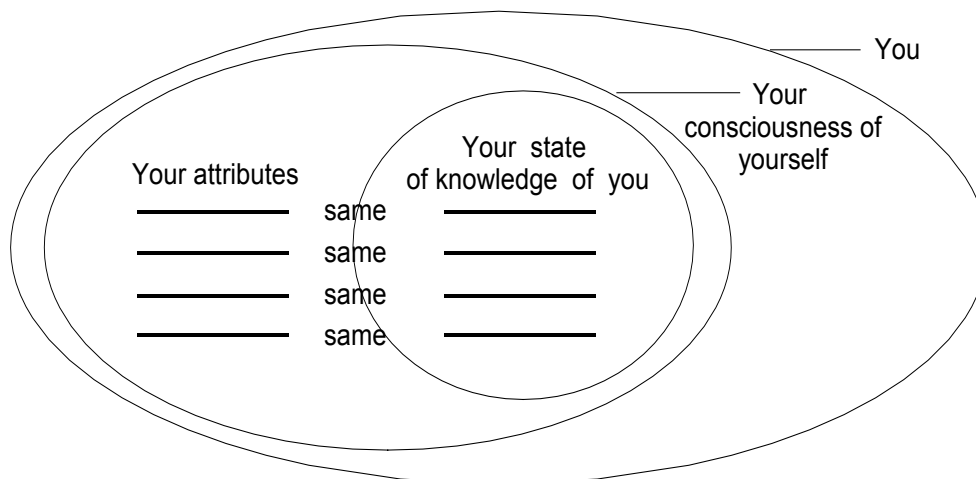 You
Your
consciousness of
yourself
Your state
of knowledge of you
Your attributes
same
same
same
same